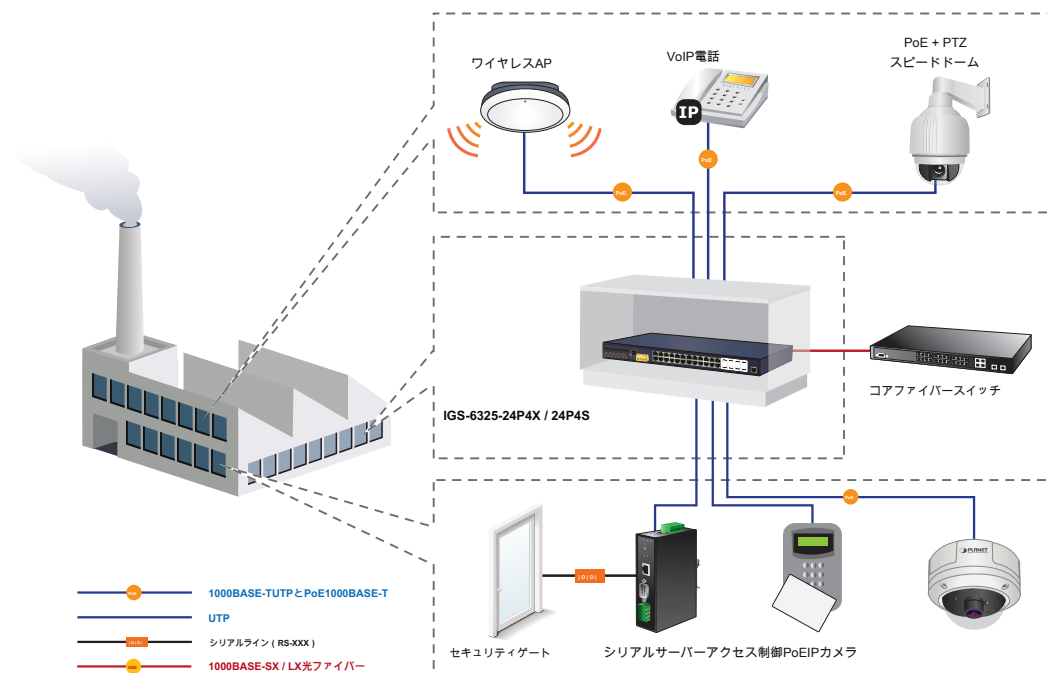 PoE + PTZ
スピードドーム
ワイヤレスAP
VoIP電話
IP
PoE
PoE
PoE
コアファイバースイッチ
IGS-6325-24P4X / 24P4S
PoE
PLANET
|O|O|
セキュリティゲート
シリアルサーバーアクセス制御PoEIPカメラ
PoE
1000BASE-TUTPとPoE1000BASE-T
UTP
|O|O|
シリアルライン ( RS-XXX )
1000BASE-SX / LX光ファイバー